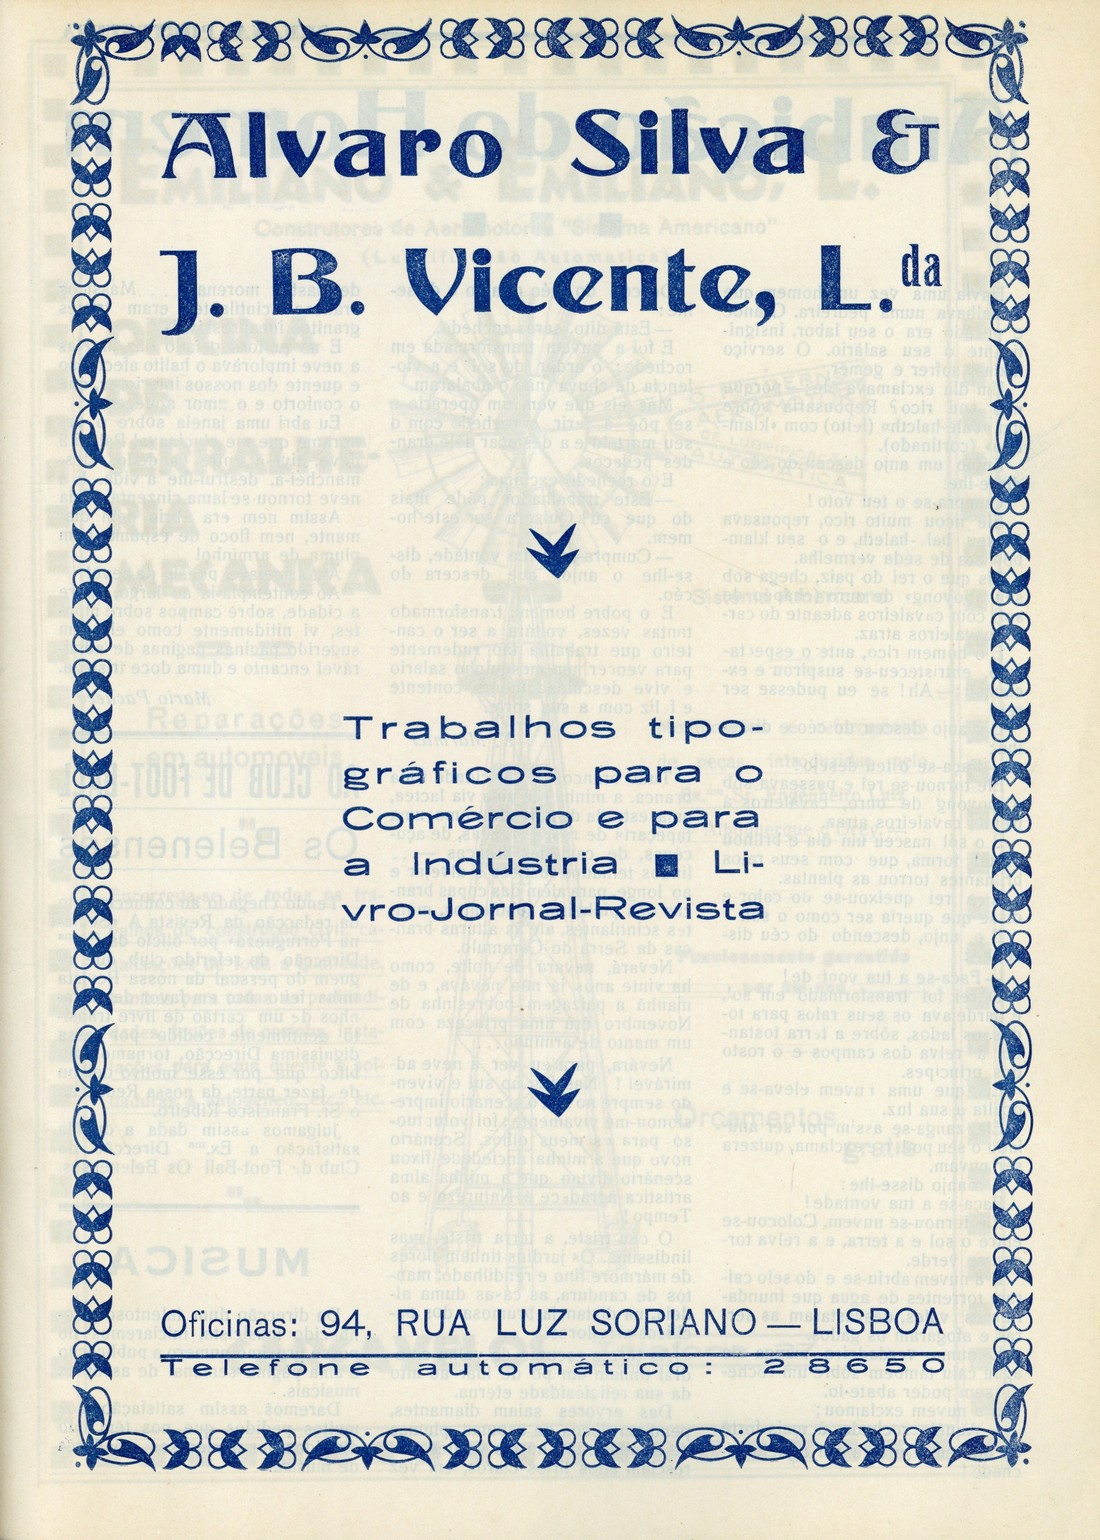 Alvaro Silva &
J. B. Vicente, L.da
Trabalhos tipo-
gráficos para o
Comércio e para
a Indústria ■ Li-
vro-Jornal-Revista
Oficinas: 94, RUA LUZ SORIANO — LISBOA
Telefone automático: 28650